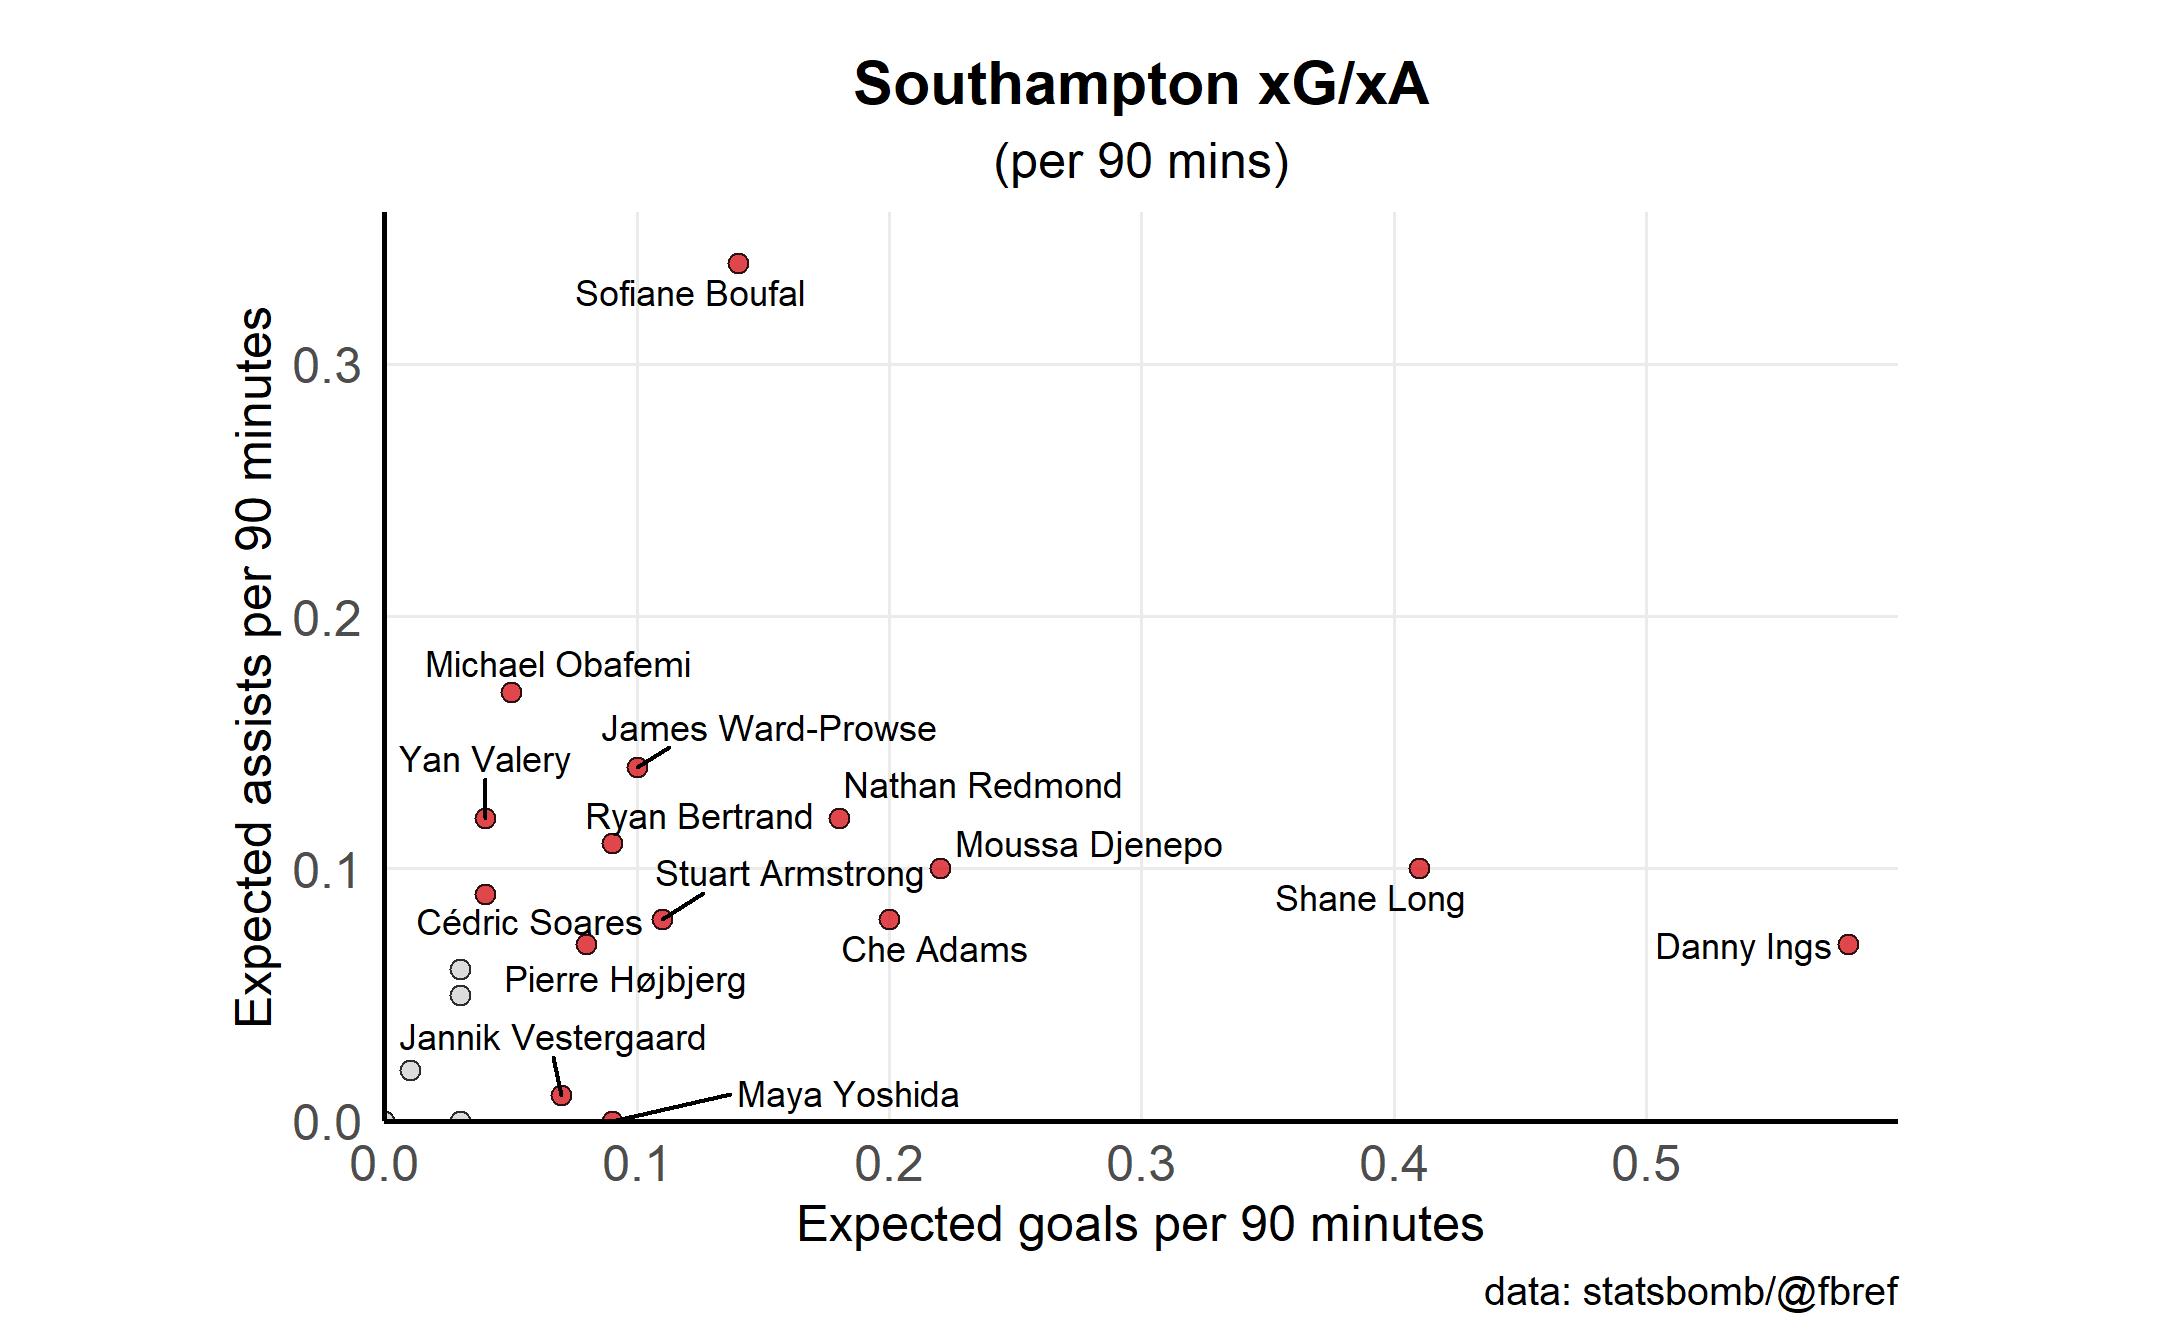 Southampton xG/xA
(per 90 mins)
Expected assists per 90 minutes
0.3
0.2
0.1
0.0
Sofiane Boufal
Michael Obafemi
James Ward-Prowse
Yan Valery
Nathan Redmond
Ryan Bertrand
Moussa Djenepo
Stuart Armstrong
Shane Long
Cédric Soares
Che Adams
Danny Ings
Pierre Højbjerg
Jannik Vestergaard
Maya Yoshida
0.0 0.1 0.2 0.3 0.4 0.5
Expected goals per 90 minutes
data: statsbomb/@fbref